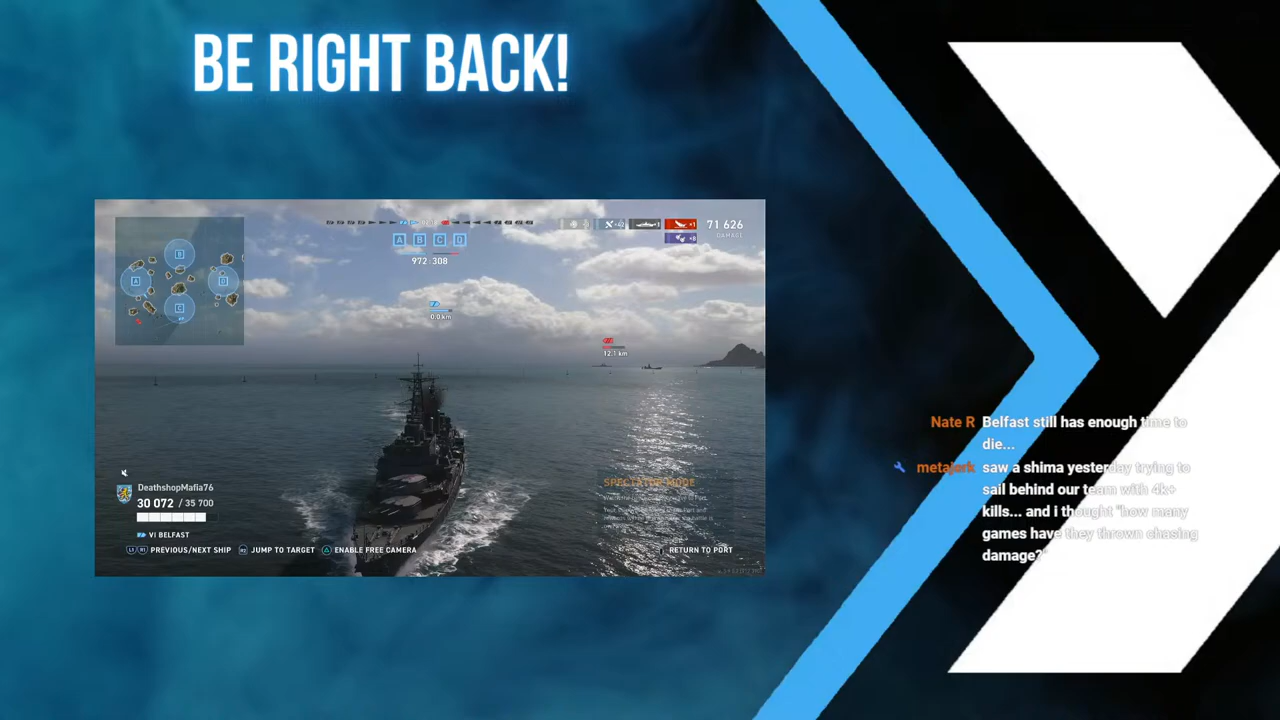 BE RIGHT BACK!
71 626
DAMAGE
A B C D
972 308
B
A
D
C
0.0 km
12.1 km
DeathshopMafia76
30 072 / 35 700
VI BELFAST
SPECTATOR MODE
PREVIOUS/NEXT SHIP
JUMP TO TARGET
ENABLE FREE CAMERA
RETURN TO PORT
Nate R Belfast still has enough time to
die...
saw a shima yesterday trying to
sail behind our team with 4k+
kills... and i thought "how many
games have they thrown chasing
damage?"